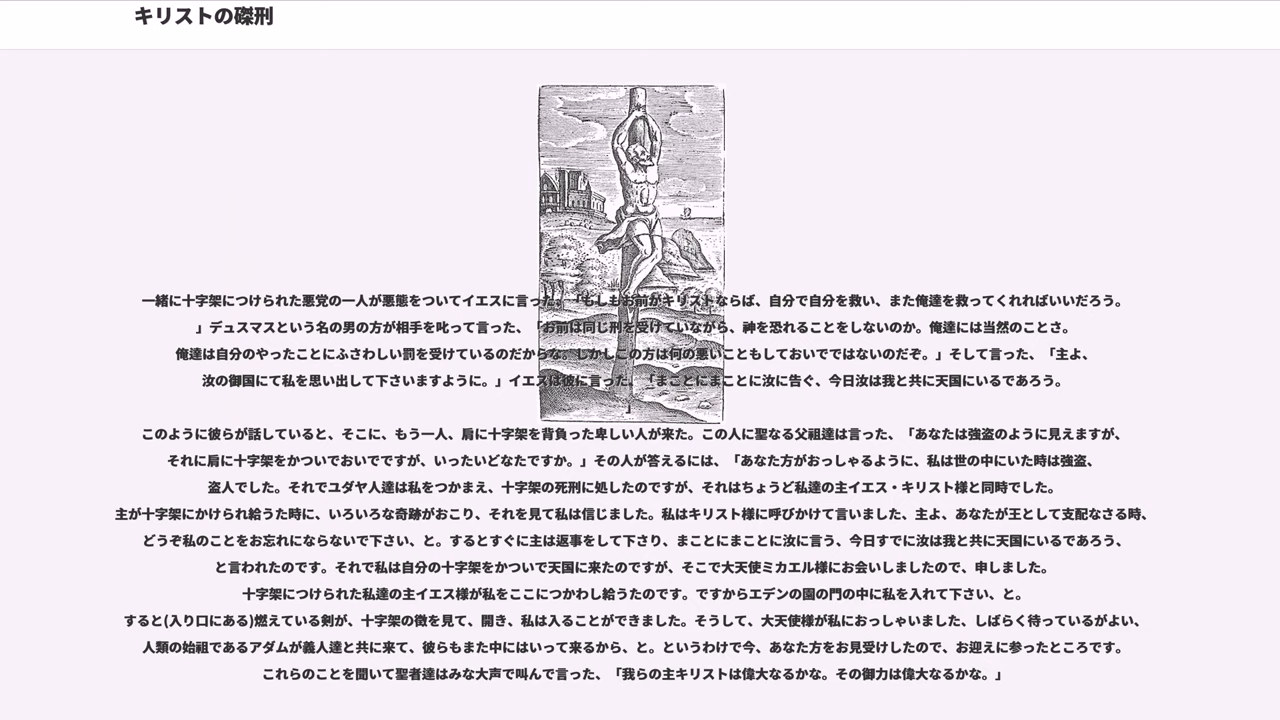 キリストの磔刑
一緒に十字架につけられた悪党の一人が悪態をついてイエスに言った。「もしもお前がキリストならば、自分で自分を救い、また俺達を救ってくれればいいだろう。
」デュスマスという名の男の方が相手を叱って言った、「お前は同じ刑を受けていながら、神を恐れることをしないのか。俺達には当然のことさ。
俺達は自分のやったことにふさわしい罰を受けているのだからな。しかしこの方は何の悪いこともしておいでではないのだぞ。」そして言った、「主よ、
汝の御国にて私を思い出して下さいますように。」イエスは彼に言った。「まことにまことに汝に告ぐ、今日汝は我と共に天国にいるであろう。
」
このように彼らが話していると、そこに、もう一人、肩に十字架を背負った卑しい人が来た。この人に聖なる父祖達は言った、「あなたは強盗のように見えますが、
それに肩に十字架をかついでおいでですが、いったいどなたですか。」その人が答えるには、「あなた方がおっしゃるように、私は世の中にいた時は強盗、
盗人でした。それでユダヤ人達は私をつかまえ、十字架の死刑に処したのですが、それはちょうど私達の主イエス・キリスト様と同時でした。
主が十字架にかけられ給うた時に、いろいろな奇跡がおこり、それを見て私は信じました。私はキリスト様に呼びかけて言いました、主よ、あなたが王として支配なさる時、
どうぞ私のことをお忘れにならないで下さい、と。するとすぐに主は返事をして下さり、まことにまことに汝に言う、今日すでに汝は我と共に天国にいるであろう、
と言われたのです。それで私は自分の十字架をかついで天国に来たのですが、そこで大天使ミカエル様にお会いしましたので、申しました。
十字架につけられた私達の主イエス様が私をここにつかわし給うたのです。ですからエデンの園の門の中に私を入れて下さい、と。
すると(入り口にある)燃えている剣が、十字架の徴を見て、開き、私は入ることができました。そうして、大天使様が私におっしゃいました、しばらく待っているがよい、
人類の始祖であるアダムが義人達と共に来て、彼らもまた中にはいって来るから、と。というわけで今、あなた方をお見受けしたので、お迎えに参ったところです。
これらのことを聞いて聖者達はみな大声で叫んで言った、「我らの主キリストは偉大なるかな。その御力は偉大なるかな。」